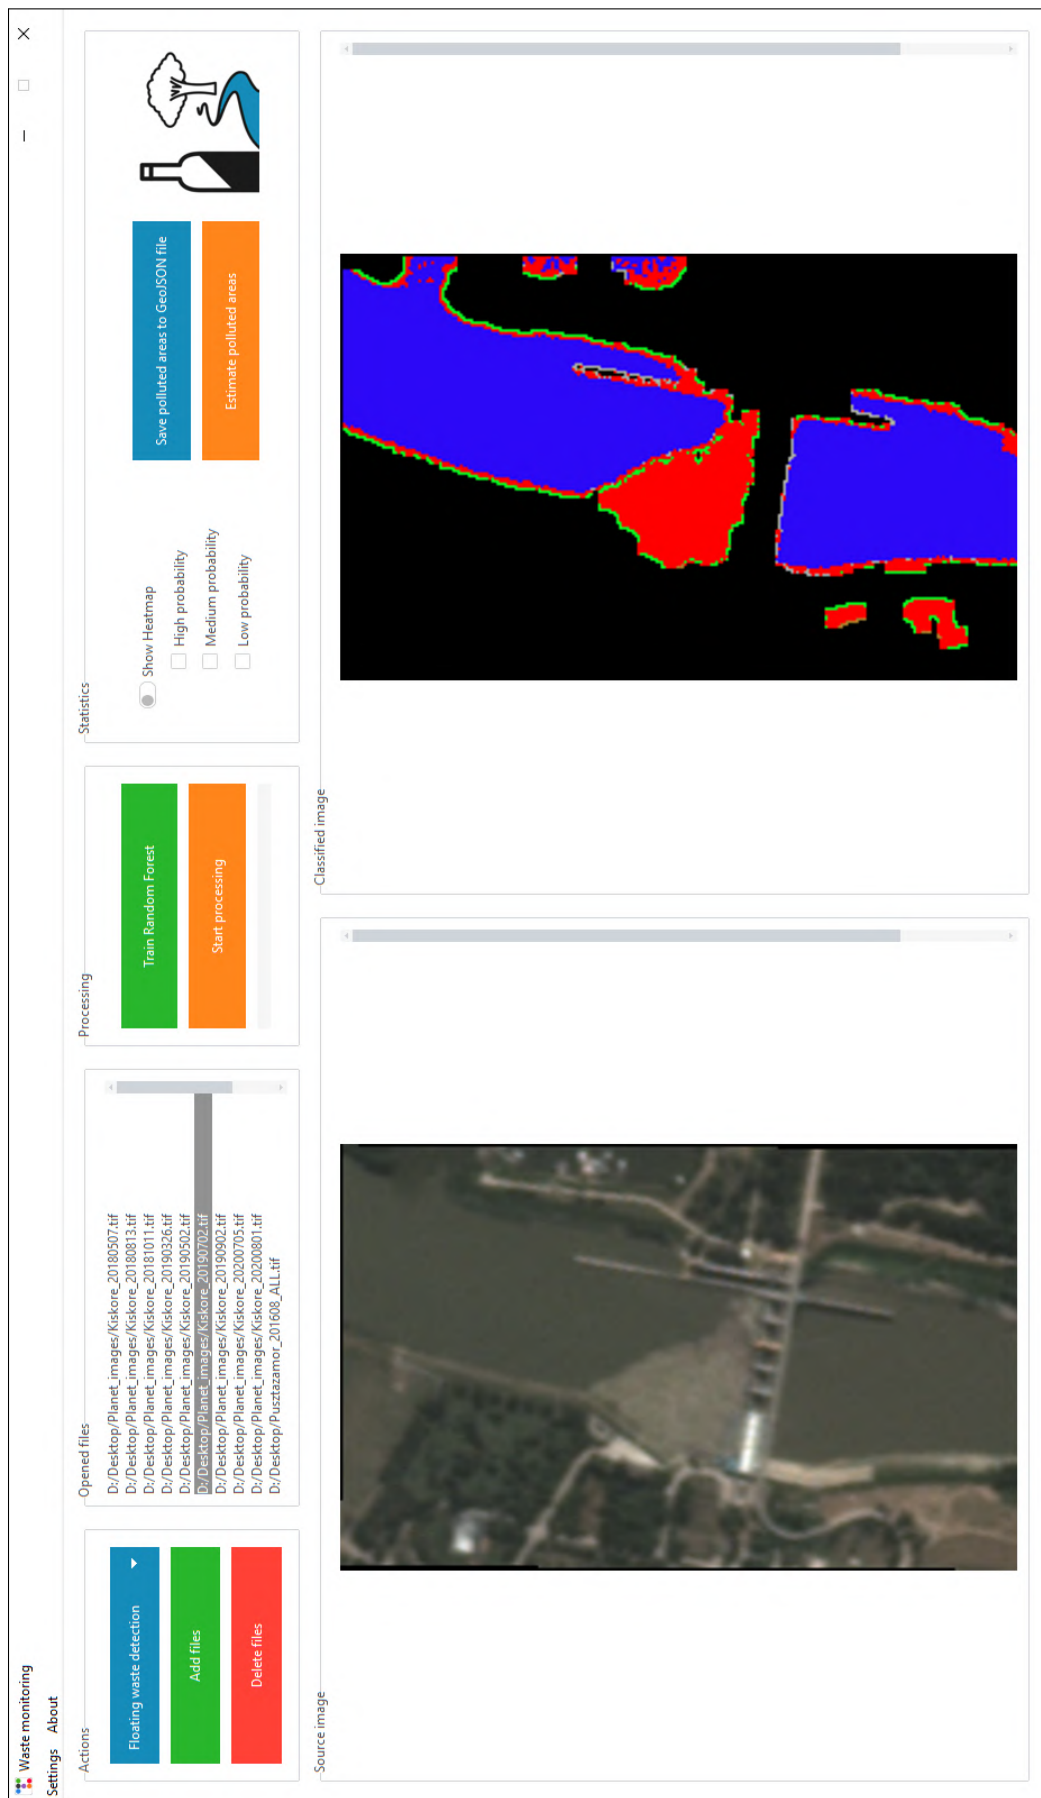 Waste monitoring
Settings About
Actions
Floating waste detection
Add files
Delete files
Opened files
D:/Desktop/Planet_images/Kiskore_20180507.tif
D:/Desktop/Planet_images/Kiskore_20180813.tif
D:/Desktop/Planet_images/Kiskore_20181011.tif
D:/Desktop/Planet_images/Kiskore_20190326.tif
D:/Desktop/Planet_images/Kiskore_20190502.tif
D:/Desktop/Planet_images/Kiskore_20190702.tif
D:/Desktop/Planet_images/Kiskore_20190902.tif
D:/Desktop/Planet_images/Kiskore_20200705.tif
D:/Desktop/Planet_images/Kiskore_20200801.tif
D:/Desktop/Pusztazamor_201608_ALL.tif
Processing
Train Random Forest
Start processing
Statistics
Show Heatmap
High probability
Medium probability
Low probability
Save polluted areas to GeoJSON file
Estimate polluted areas
Source image
Classified image